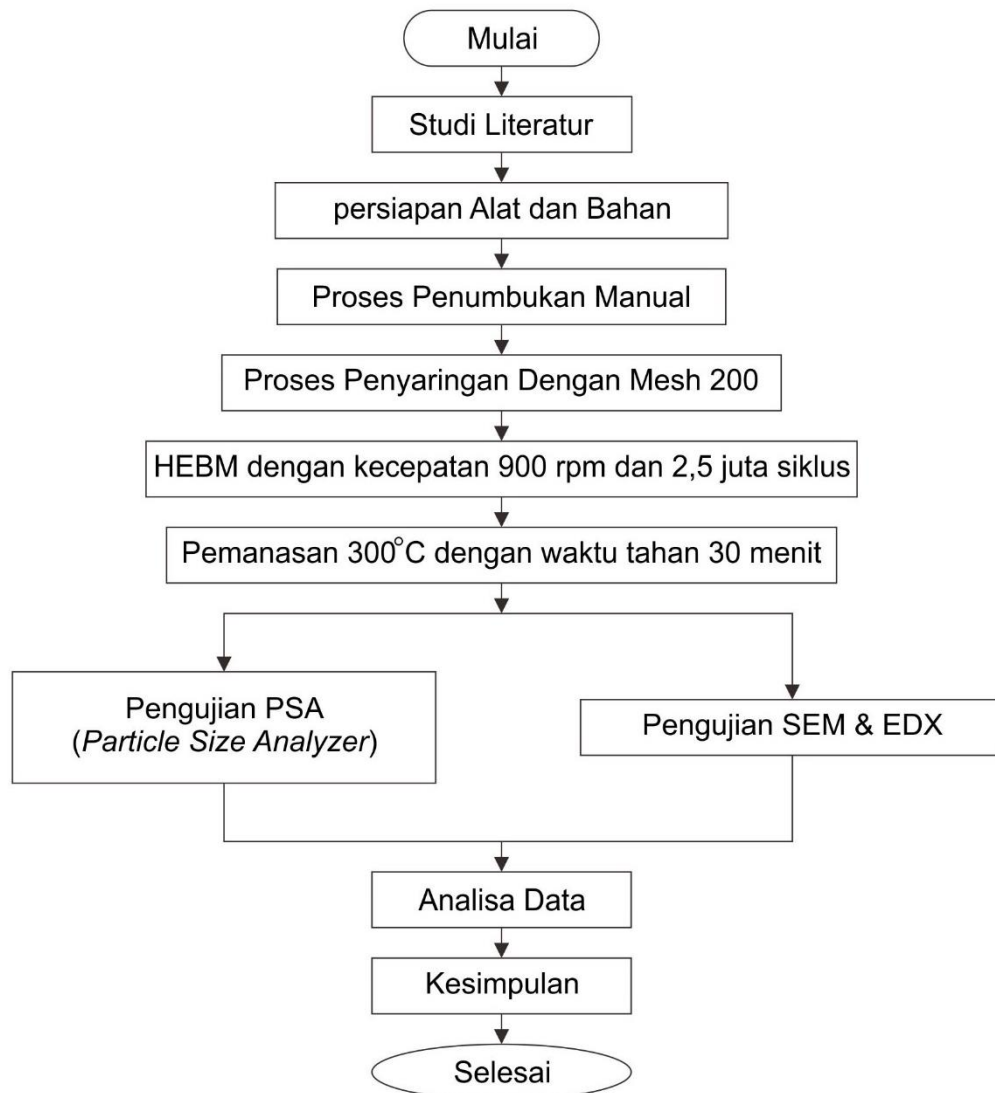 Mulai
Studi Literatur
persiapan Alat dan Bahan
Proses Penumbukan Manual
Proses Penyaringan Dengan Mesh 200
HEBM dengan kecepatan 900 rpm dan 2,5 juta siklus
Pemanasan 300°C dengan waktu tahan 30 menit
Pengujian PSA
(Particle Size Analyzer)
Pengujian SEM & EDX
Analisa Data
Kesimpulan
Selesai